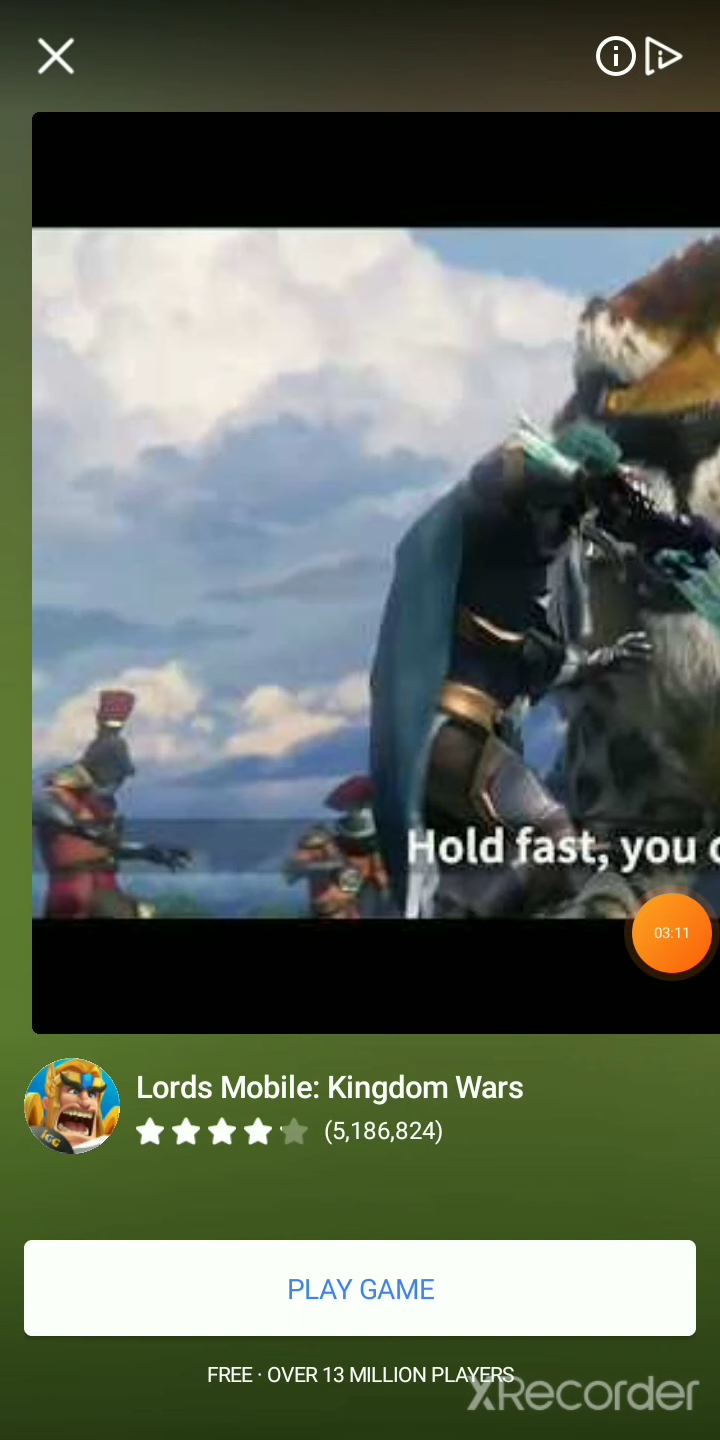 Hold fast, you
03:11
Lords Mobile: Kingdom Wars
IGG
(5,186,824)
PLAY GAME
FREE · OVER 13 MILLION PLAYERS
XRecorder